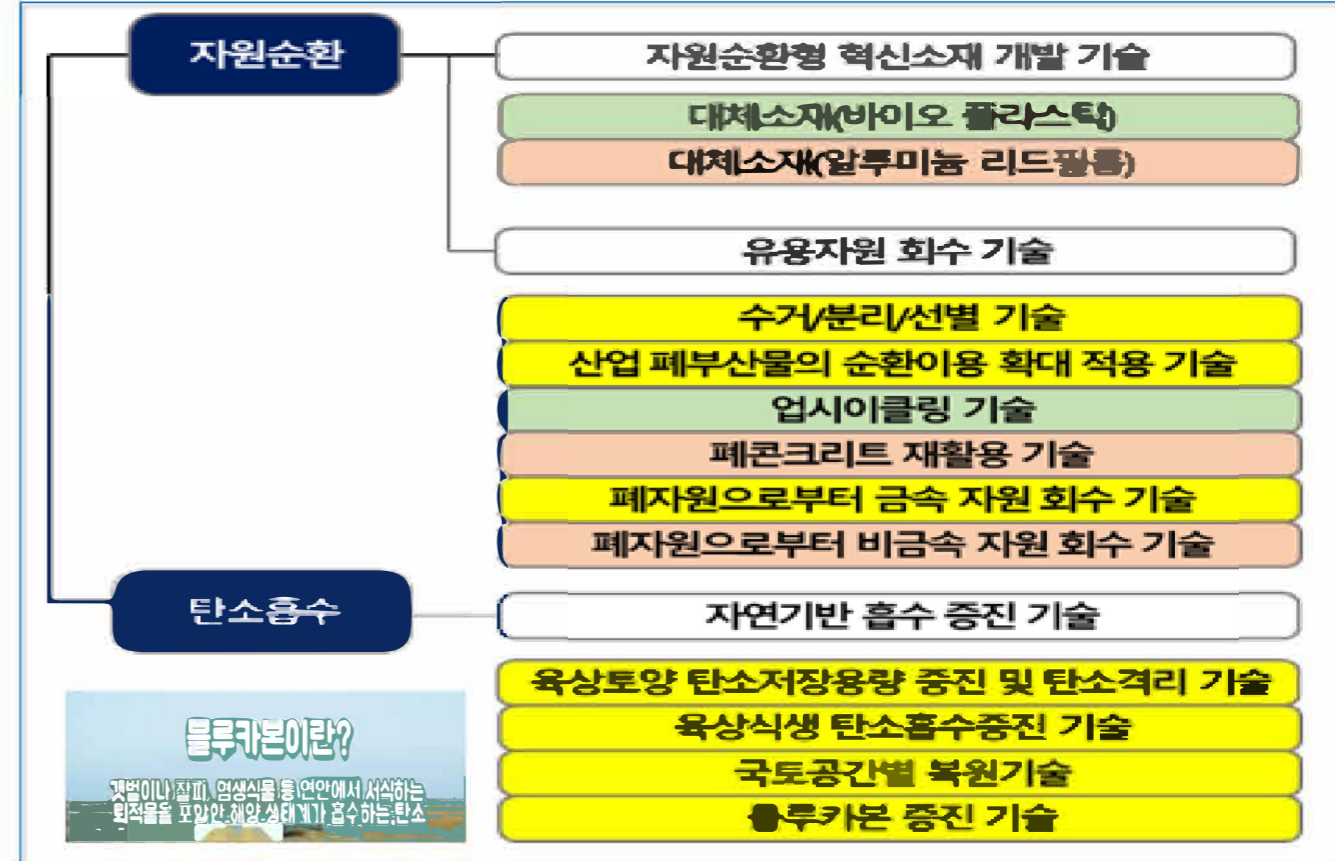 자원순환
자원순환형 혁신소재 개발 기술
대체소재(바이오 플라스틱)
대체소재(알루미늄 리드필름)
유용자원 회수 기술
수거/분리/선별 기술
산업 폐부산물의 순환이용 확대 적용 기술
업시이클링 기술
폐콘크리트 재활용 기술
폐자원으로부터 금속 자원 회수 기술
폐자원으로부터 비금속 자원 회수 기술
탄소흡수
자연기반 흡수 증진 기술
육상토양 탄소저장용량 증진 및 탄소격리 기술
육상식생 탄소흡수증진 기술
국토공간별 복원기술
블루카본 증진 기술
블루카본이란?
갯벌이나 잘피, 염생식물 등 연안에서 서식하는
퇴적물을 포함한 해양 생태계가 흡수하는 탄소